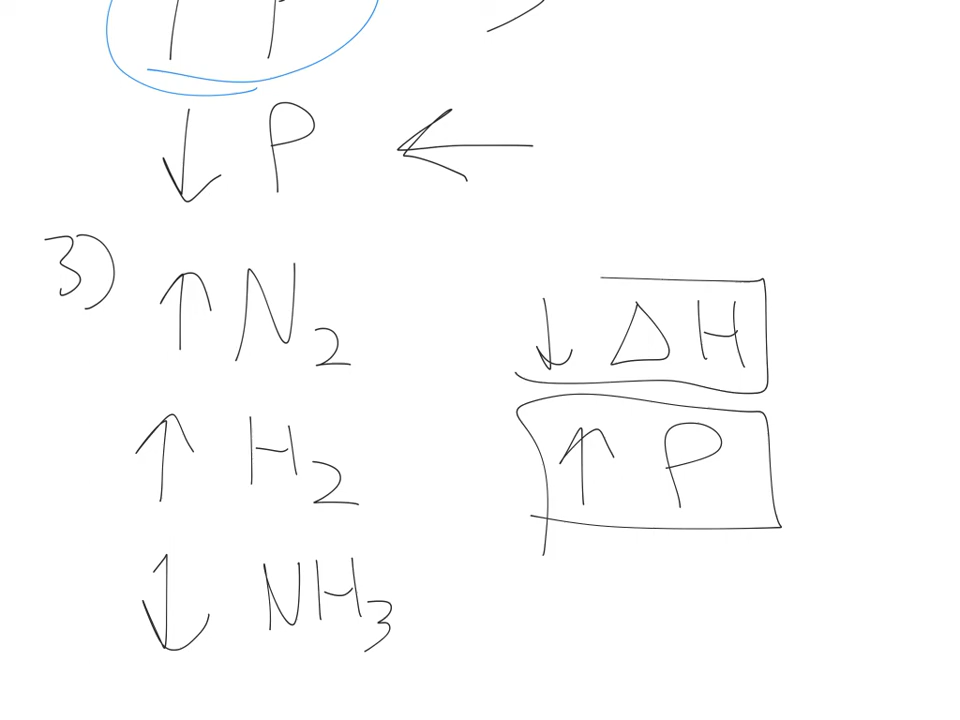 ↑ P
↓ P ←
3) ↑ N₂
↓ ΔH
↑ H₂
↑ P
↓ NH₃